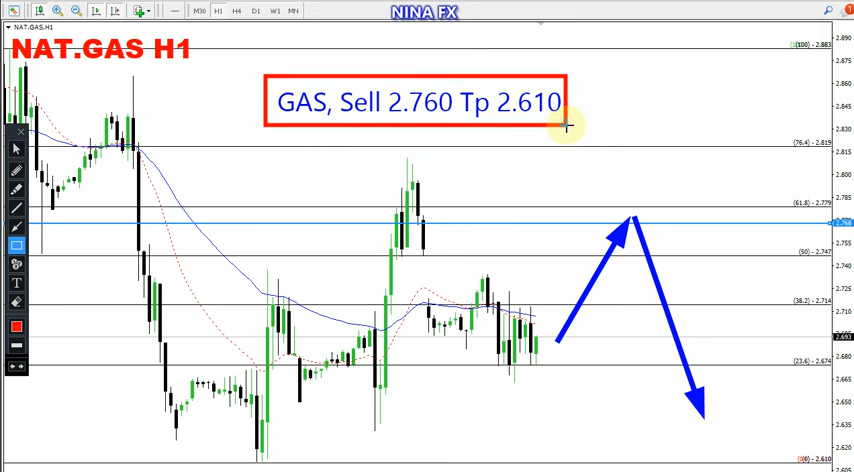 NINA FX
M30 H1 H4 D1 W1 MN
NAT.GAS.H1
NAT.GAS H1
GAS, Sell 2.760 Tp 2.610
(100) - 2.883
(76.4) - 2.819
(61.8) - 2.779
(50) - 2.747
(38.2) - 2.714
(23.6) - 2.674
(0) - 2.610
2.890
2.875
2.860
2.845
2.830
2.815
2.800
2.785
2.768
2.755
2.740
2.725
2.710
2.693
2.680
2.665
2.650
2.635
2.620
2.605
T